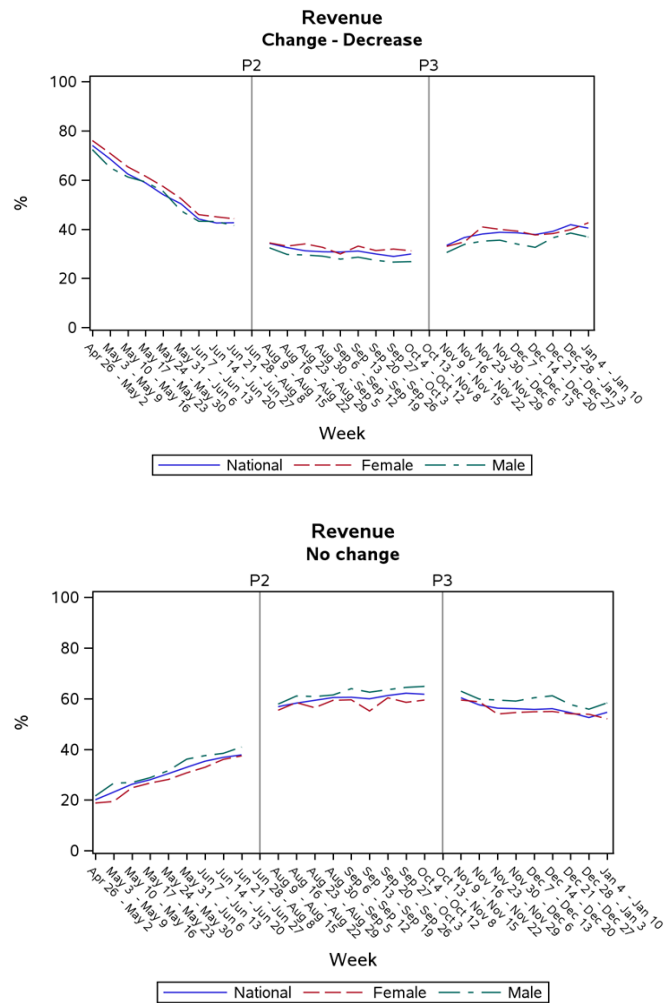 Revenue
Change - Decrease
P2
P3
100
80
60
40
20
0
%
Apr 26 - May 2
May 3 - May 9
May 10 - May 16
May 17 - May 23
May 24 - May 30
May 31 - Jun 6
Jun 7 - Jun 13
Jun 14 - Jun 20
Jun 21 - Jun 27
Jun 28 - Aug 8
Aug 9 - Aug 15
Aug 16 - Aug 22
Aug 23 - Aug 29
Aug 30 - Sep 5
Sep 6 - Sep 12
Sep 13 - Sep 19
Sep 20 - Sep 26
Sep 27 - Oct 3
Oct 4 - Oct 12
Oct 13 - Nov 8
Nov 9 - Nov 15
Nov 16 - Nov 22
Nov 23 - Nov 29
Nov 30 - Dec 6
Dec 7 - Dec 13
Dec 14 - Dec 20
Dec 21 - Dec 27
Dec 28 - Jan 3
Jan 4 - Jan 10
Week
National Female Male
Revenue
No change
P2
P3
100
80
60
40
20
0
%
Apr 26 - May 2
May 3 - May 9
May 10 - May 16
May 17 - May 23
May 24 - May 30
May 31 - Jun 6
Jun 7 - Jun 13
Jun 14 - Jun 20
Jun 21 - Jun 27
Jun 28 - Aug 8
Aug 9 - Aug 15
Aug 16 - Aug 22
Aug 23 - Aug 29
Aug 30 - Sep 5
Sep 6 - Sep 12
Sep 13 - Sep 19
Sep 20 - Sep 26
Sep 27 - Oct 3
Oct 4 - Oct 12
Oct 13 - Nov 8
Nov 9 - Nov 15
Nov 16 - Nov 22
Nov 23 - Nov 29
Nov 30 - Dec 6
Dec 7 - Dec 13
Dec 14 - Dec 20
Dec 21 - Dec 27
Dec 28 - Jan 3
Jan 4 - Jan 10
Week
National Female Male